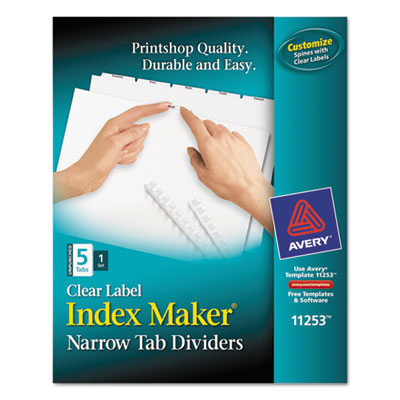 Printshop Quality.
Durable and Easy.
Customize
Spines with
Clear Labels
UNPUNCHED
5
Tabs
1
Set
Clear Label
Index Maker®
Narrow Tab Dividers
AVERY
Use Avery®
Template 11253™
avery.com/templates
Free Templates
& Software
11253™